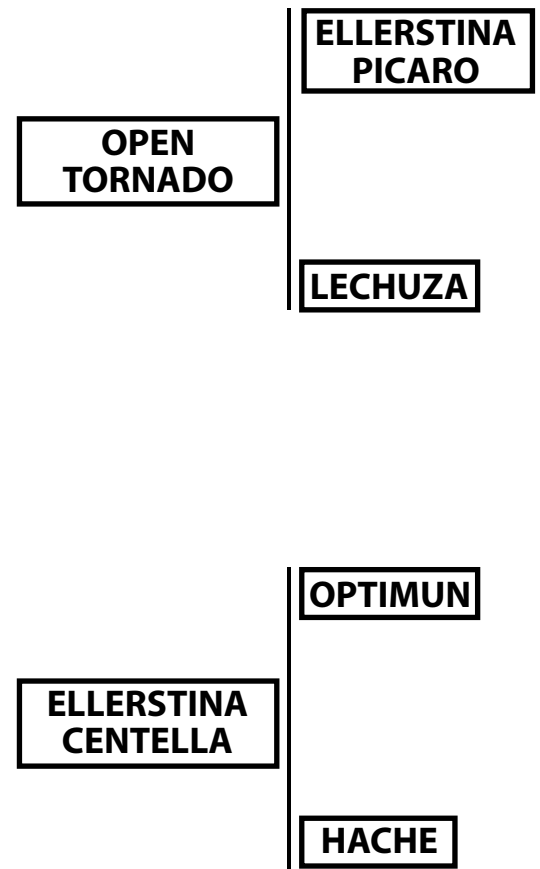 ELLERSTINA
PICARO
OPEN
TORNADO
LECHUZA
OPTIMUN
ELLERSTINA
CENTELLA
HACHE